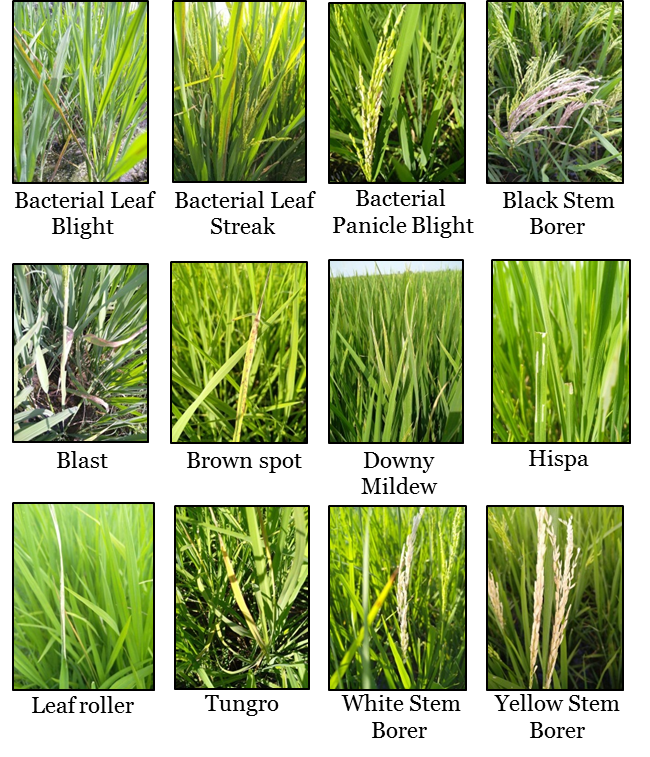 Bacterial Leaf
Blight
Bacterial Leaf
Streak
Bacterial
Panicle Blight
Black Stem
Borer
Blast
Brown spot
Downy
Mildew
Hispa
Leaf roller
Tungro
White Stem
Borer
Yellow Stem
Borer